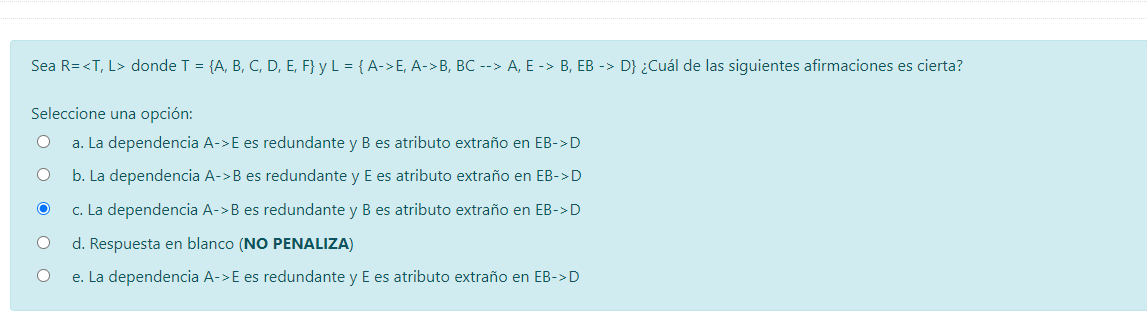 Sea R=<T, L> donde T = {A, B, C, D, E, F} y L = { A->E, A->B, BC --> A, E -> B, EB -> D} ¿Cuál de las siguientes afirmaciones es cierta?
Seleccione una opción:
a. La dependencia A->E es redundante y B es atributo extraño en EB->D
b. La dependencia A->B es redundante y E es atributo extraño en EB->D
c. La dependencia A->B es redundante y B es atributo extraño en EB->D
d. Respuesta en blanco (NO PENALIZA)
e. La dependencia A->E es redundante y E es atributo extraño en EB->D